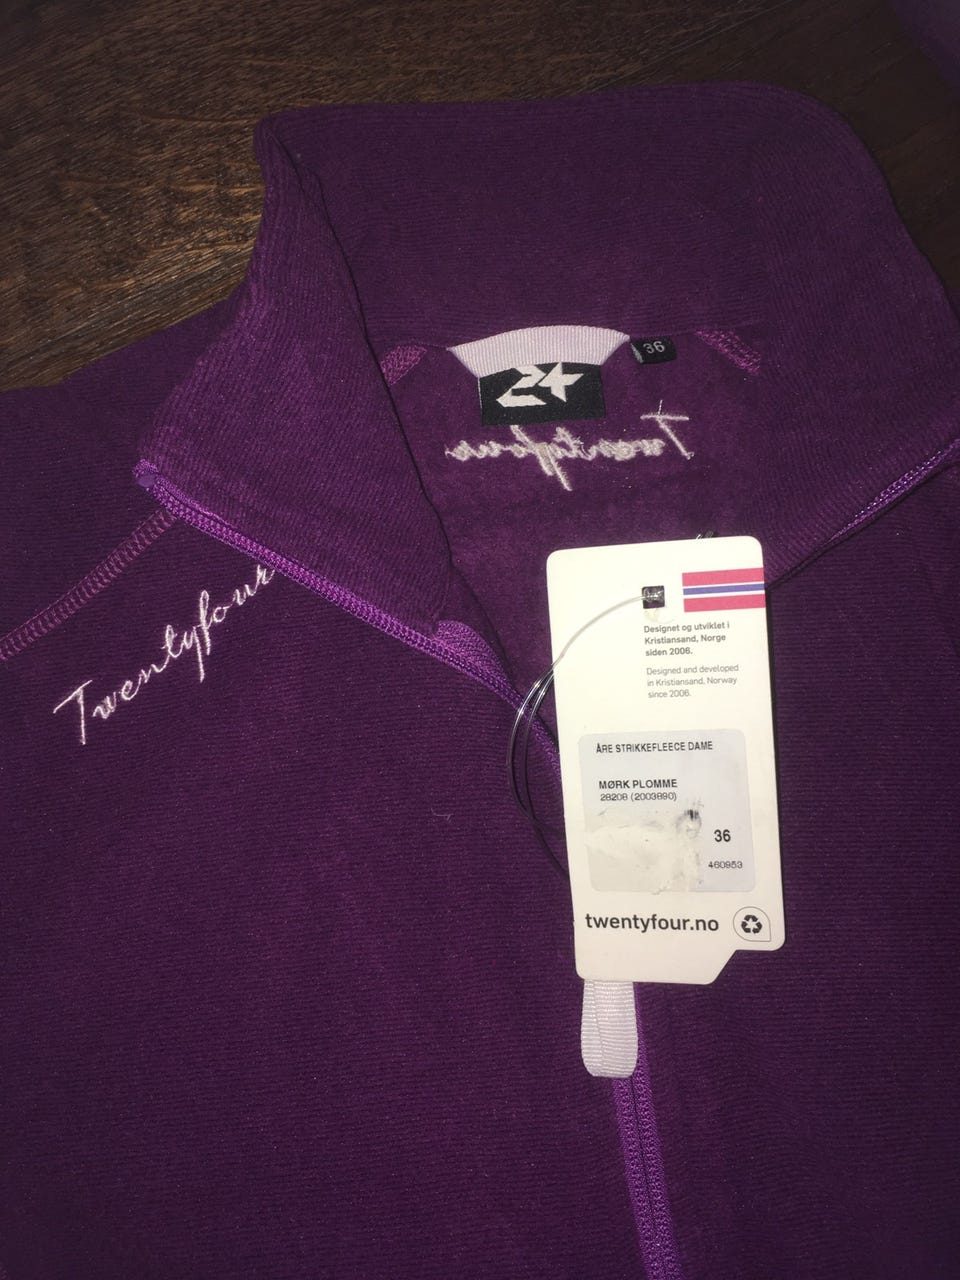 36
24
Twentyfour
Twentyfour
Designet og utviklet i
Kristiansand, Norge
siden 2006.
Designed and developed
in Kristiansand, Norway
since 2006.
ÅRE STRIKKEFLEECE DAME
MØRK PLOMME
28208 (2003890)
36
460953
twentyfour.no